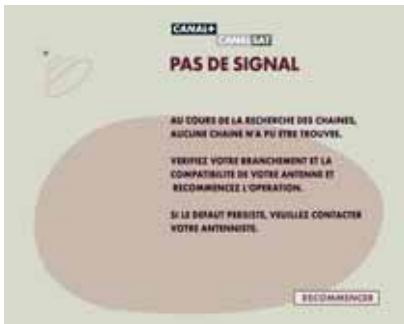 CANAL+
CANALSAT
PAS DE SIGNAL
AU COURS DE LA RECHERCHE DES CHAINES,
AUCUNE CHAINE N'A PU ETRE TROUVEE.
VERIFIEZ VOTRE BRANCHEMENT ET LA
COMPATIBILITE DE VOTRE ANTENNE ET
RECOMMENCEZ L'OPERATION.
SI LE DEFAUT PERSISTE, VEUILLEZ CONTACTER
VOTRE ANTENNISTE.
RECOMMENCER